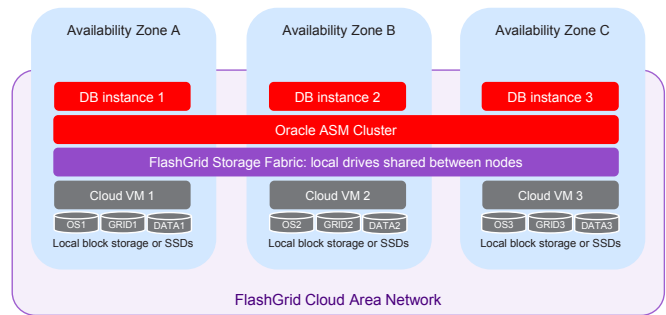 Availability Zone A
Availability Zone B
Availability Zone C
DB instance 1
DB instance 2
DB instance 3
Oracle ASM Cluster
FlashGrid Storage Fabric: local drives shared between nodes
Cloud VM 1
Cloud VM 2
Cloud VM 3
OS1 GRID1 DATA1
OS2 GRID2 DATA2
OS3 GRID3 DATA3
Local block storage or SSDs
Local block storage or SSDs
Local block storage or SSDs
FlashGrid Cloud Area Network